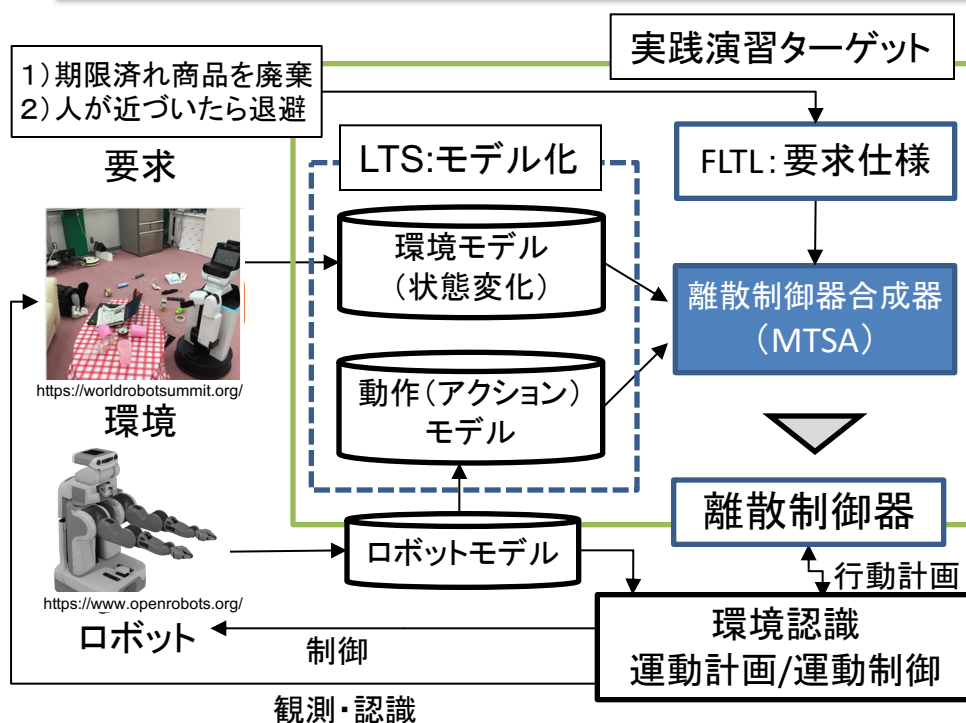 実践演習ターゲット
1）期限済れ商品を廃棄
2）人が近づいたら退避
要求
LTS:モデル化
FLTL：要求仕様
環境モデル
（状態変化）
離散制御器合成器
（MTSA）
https://worldrobotsummit.org/
環境
動作（アクション）
モデル
離散制御器
ロボットモデル
行動計画
https://www.openrobots.org/
ロボット
制御
環境認識
運動計画/運動制御
観測・認識